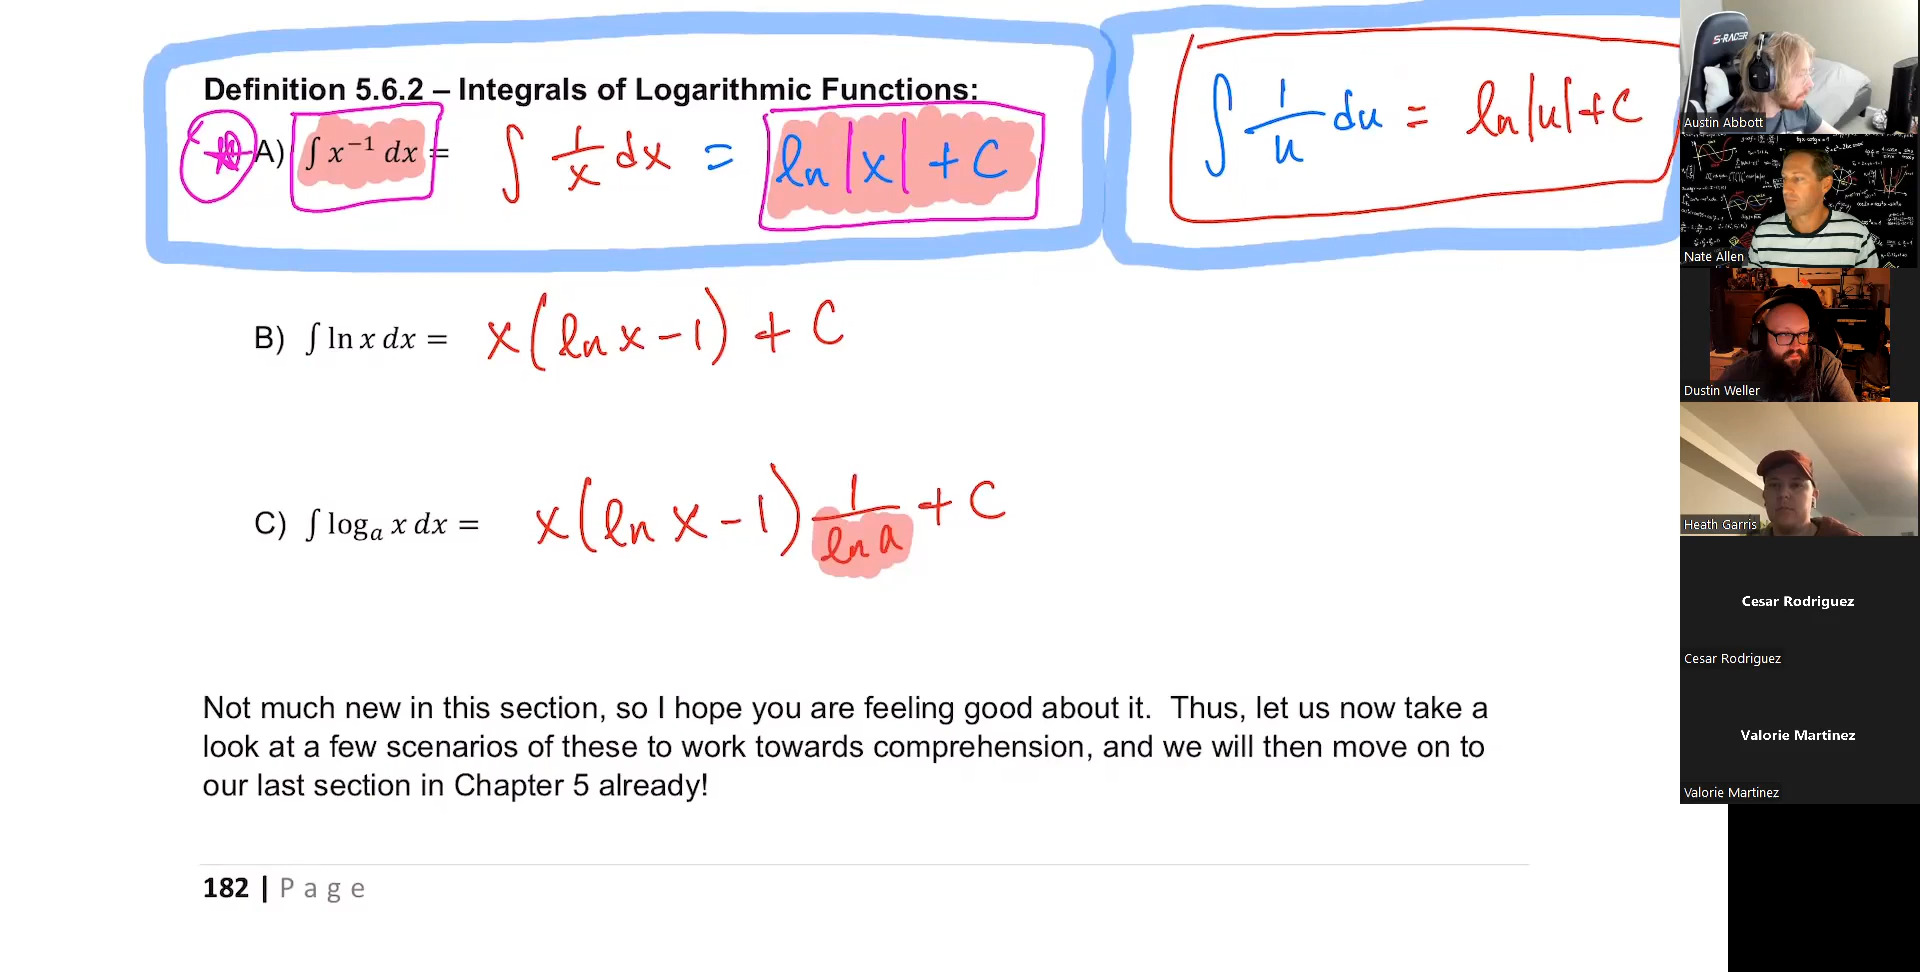 Definition 5.6.2 – Integrals of Logarithmic Functions:
A) ∫ x⁻¹ dx = ∫ 1/x dx = ln|x| + C
∫ 1/u du = ln|u| + C
B) ∫ ln x dx = x(ln x - 1) + C
C) ∫ logₐ x dx = x(ln x - 1) 1/ln a + C
Not much new in this section, so I hope you are feeling good about it. Thus, let us now take a
look at a few scenarios of these to work towards comprehension, and we will then move on to
our last section in Chapter 5 already!
182 | Page
S-RACER
Austin Abbott
Nate Allen
Dustin Weller
Heath Garris
Cesar Rodriguez
Cesar Rodriguez
Valorie Martinez
Valorie Martinez